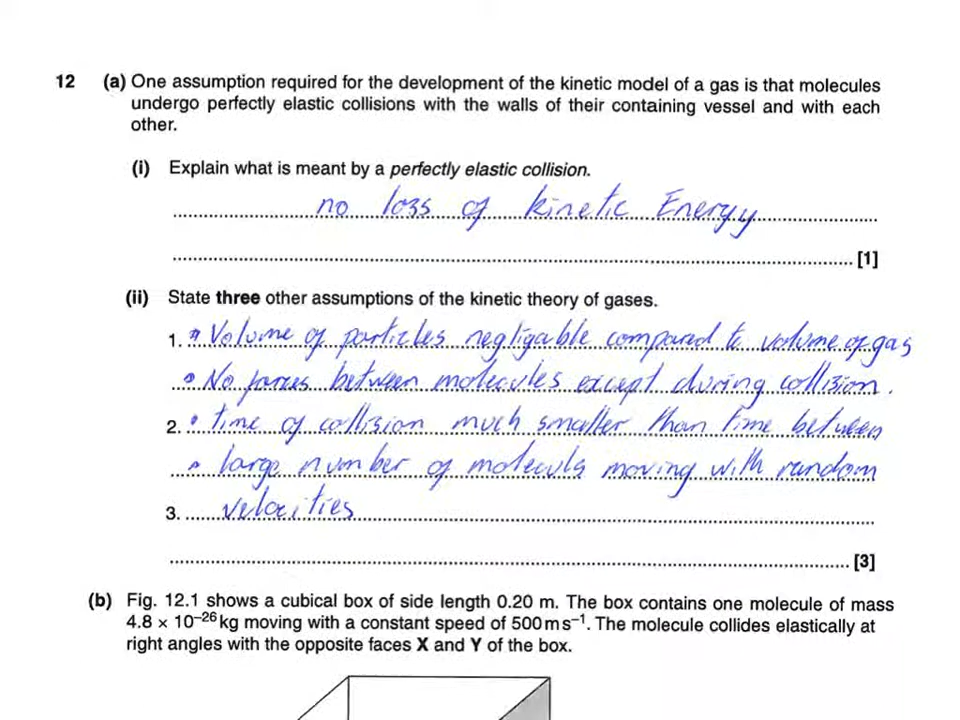 12 (a) One assumption required for the development of the kinetic model of a gas is that molecules
undergo perfectly elastic collisions with the walls of their containing vessel and with each
other.
(i) Explain what is meant by a perfectly elastic collision.
no loss of kinetic Energy
[1]
(ii) State three other assumptions of the kinetic theory of gases.
1. • Volume of particles negligable compared to volume of gas
• No forces between molecules except during collision.
2. • time of collision much smaller than time between
• large number of moleculs moving with random
3. velocities
[3]
(b) Fig. 12.1 shows a cubical box of side length 0.20 m. The box contains one molecule of mass
4.8 × 10⁻²⁶ kg moving with a constant speed of 500 m s⁻¹. The molecule collides elastically at
right angles with the opposite faces X and Y of the box.